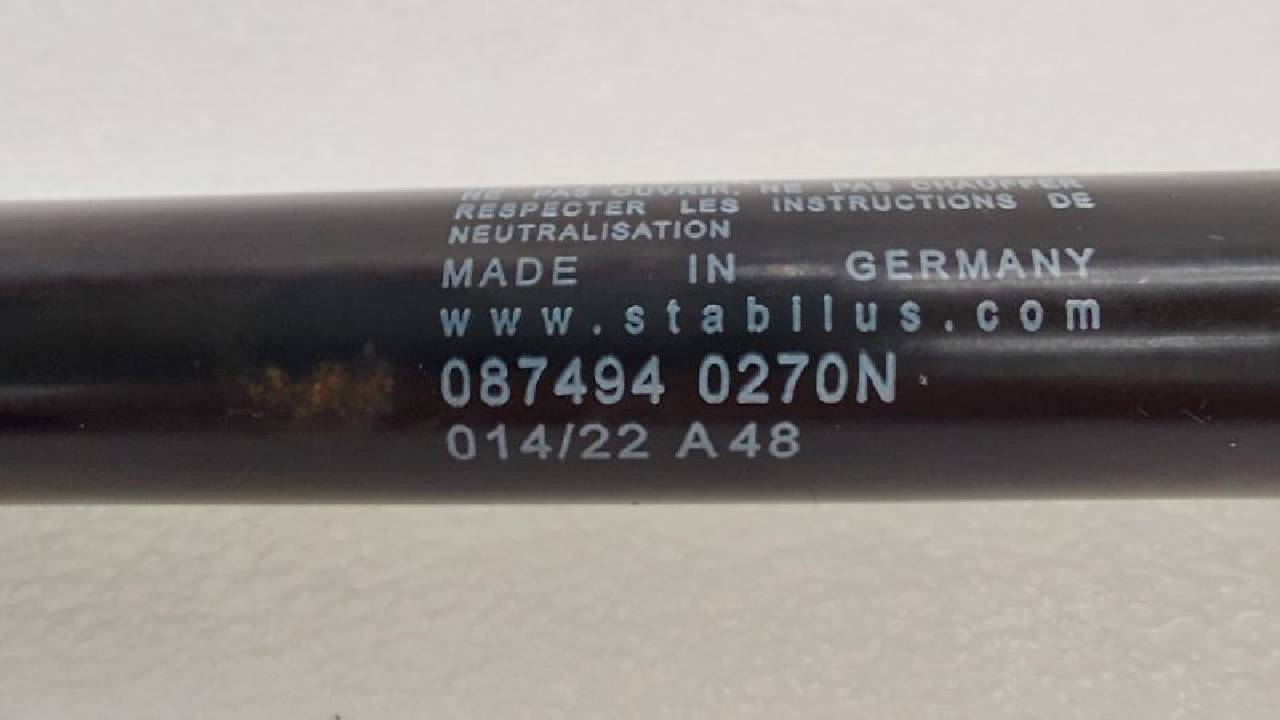 NE PAS OUVRIR. NE PAS CHAUFFER
RESPECTER LES INSTRUCTIONS DE
NEUTRALISATION
MADE IN GERMANY
www.stabilus.com
087494 0270N
014/22 A48